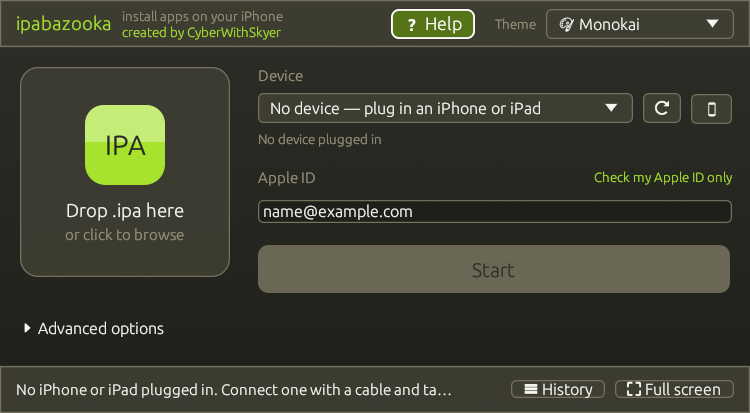 ipabazooka
install apps on your iPhone
created by CyberWithSkyer
? Help
Theme
Monokai
Device
No device — plug in an iPhone or iPad
No device plugged in
IPA
Drop .ipa here
or click to browse
Apple ID
Check my Apple ID only
name@example.com
Start
Advanced options
No iPhone or iPad plugged in. Connect one with a cable and ta…
History
Full screen